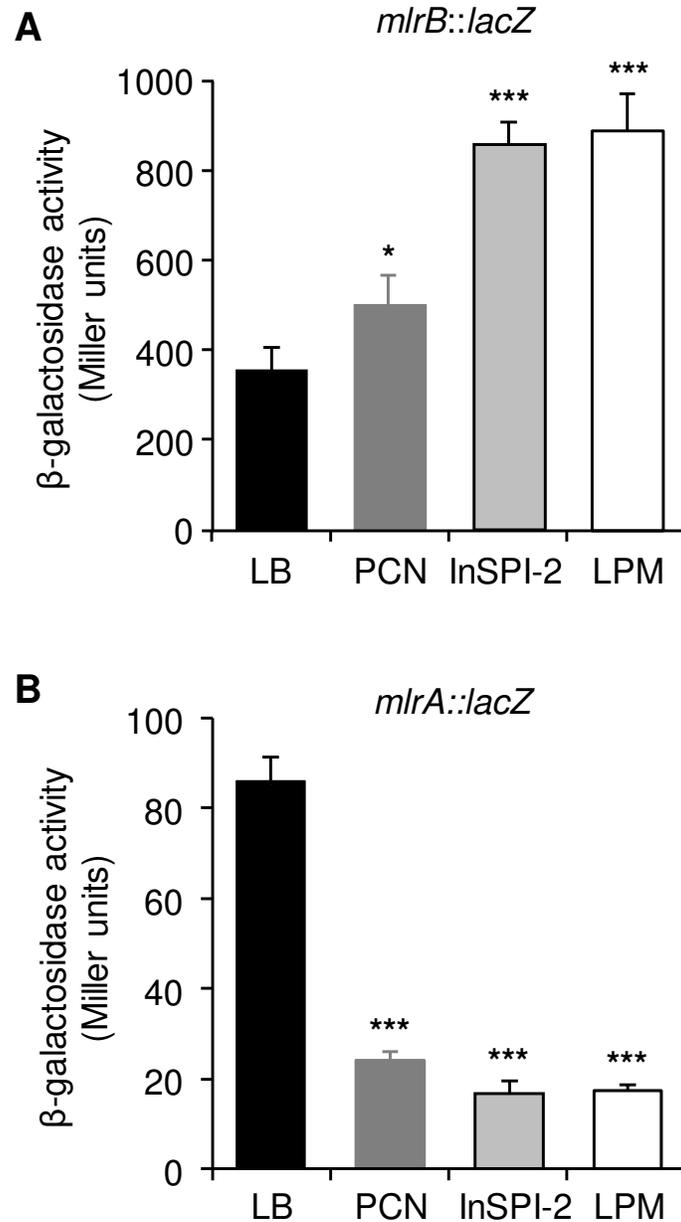 A
mlrB::lacZ
β-galactosidase activity
(Miller units)
1000
800
600
400
200
0
*
***
***
LB PCN InSPI-2 LPM
B
mlrA::lacZ
β-galactosidase activity
(Miller units)
100
80
60
40
20
0
***
***
***
LB PCN InSPI-2 LPM